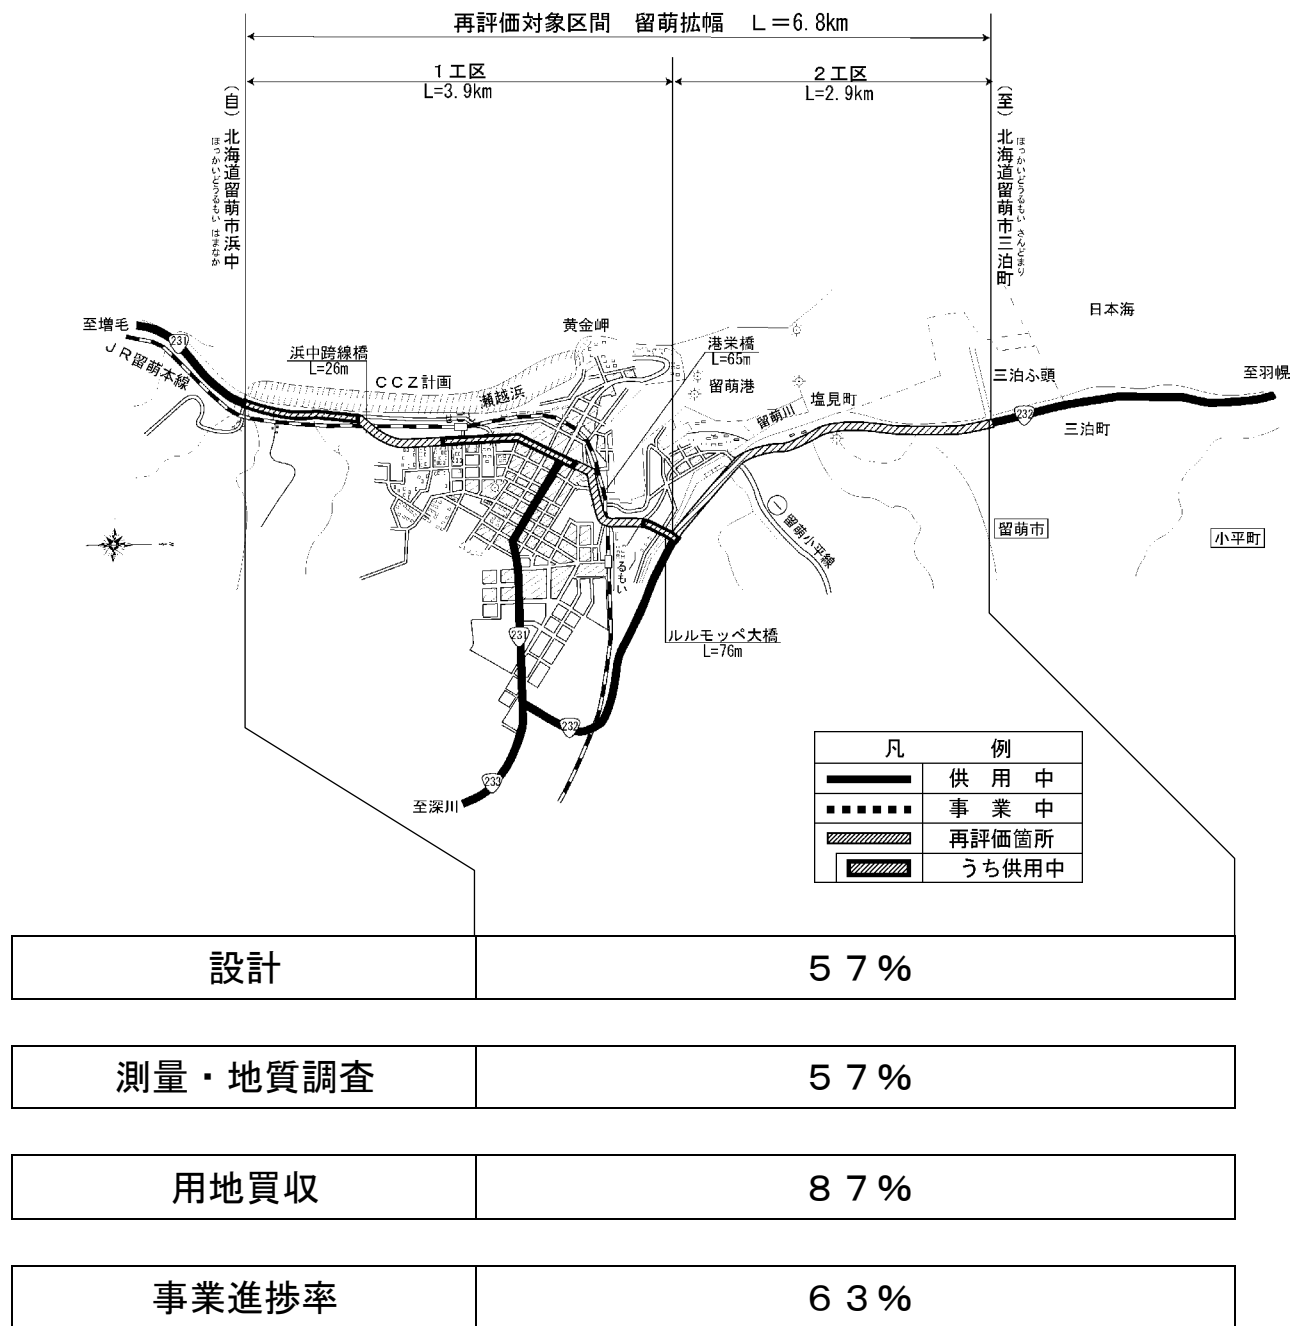 再評価対象区間　留萌拡幅　Ｌ＝6.8km
１工区
L=3.9km
２工区
L=2.9km
（自）北海道留萌市浜中
ほっかいどうるもい はまなか
（至）北海道留萌市三泊町
ほっかいどうるもい さんどまり
日本海
至増毛
231
ＪＲ留萌本線
浜中跨線橋
L=26m
ＣＣＺ計画
瀬越浜
黄金岬
港栄橋
L=65m
留萌港
留萌川
塩見町
三泊ふ頭
至羽幌
232
三泊町
留萌小平線
留萌市
小平町
るもい
231
ルルモッペ大橋
L=76m
232
233
至深川
凡　例
供　用　中
事　業　中
再評価箇所
うち供用中
設計
５７％
測量・地質調査
５７％
用地買収
８７％
事業進捗率
６３％